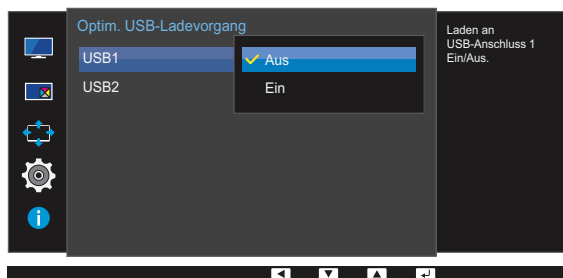 Optim. USB-Ladevorgang
USB1
Aus
USB2
Ein
Laden an
USB-Anschluss 1
Ein/Aus.